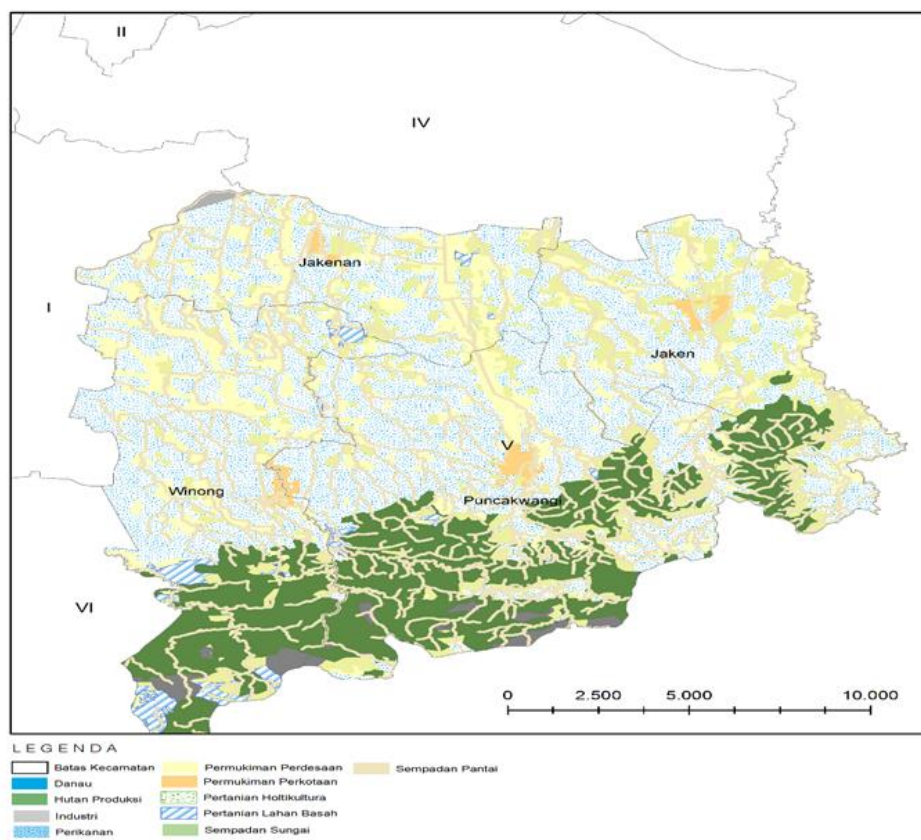 II
IV
Jakenan
I
Jaken
V
Winong
Puncakwangi
VI
0 2.500 5.000 10.000
LEGENDA
Batas Kecamatan
Danau
Hutan Produksi
Industri
Perikanan
Permukiman Perdesaan
Permukiman Perkotaan
Pertanian Holtikultura
Pertanian Lahan Basah
Sempadan Sungai
Sempadan Pantai